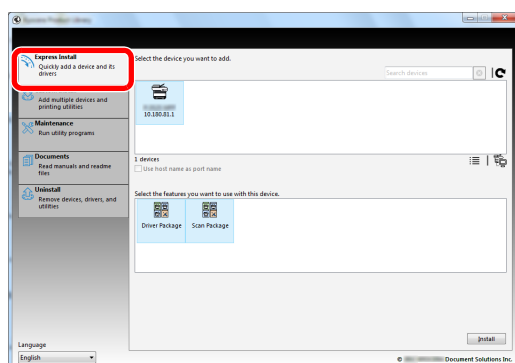 Express Install
Quickly add a device and its
drivers
Add multiple devices and
printing utilities
Maintenance
Run utility programs
Documents
Read manuals and readme
files
Uninstall
Remove devices, drivers, and
utilities
Language
English
Select the device you want to add.
Search devices
10.180.81.1
1 devices
Use host name as port name
Select the features you want to use with this device.
Driver Package
Scan Package
Install
© Document Solutions Inc.